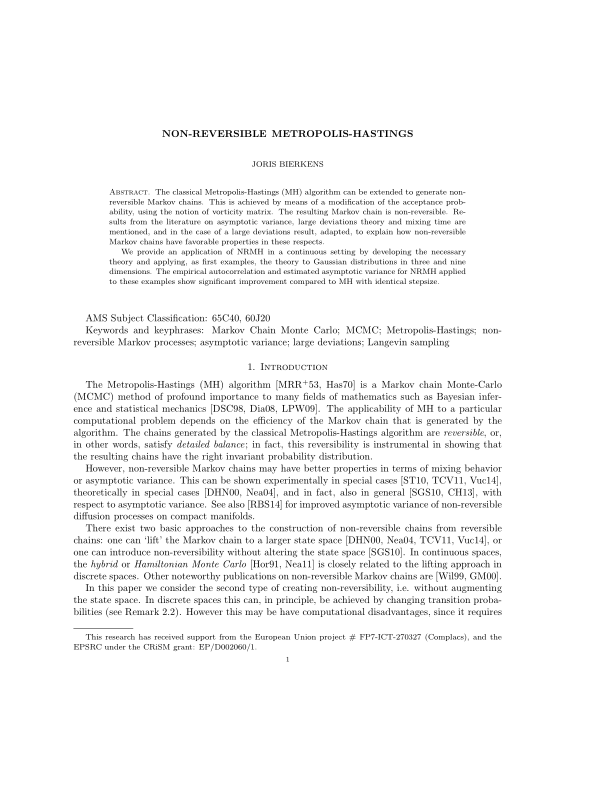 NON-REVERSIBLE METROPOLIS-HASTINGS
JORIS BIERKENS
Abstract. The classical Metropolis-Hastings (MH) algorithm can be extended to generate non-
reversible Markov chains. This is achieved by means of a modification of the acceptance prob-
ability, using the notion of vorticity matrix. The resulting Markov chain is non-reversible. Re-
sults from the literature on asymptotic variance, large deviations theory and mixing time are
mentioned, and in the case of a large deviations result, adapted, to explain how non-reversible
Markov chains have favorable properties in these respects.
We provide an application of NRMH in a continuous setting by developing the necessary
theory and applying, as first examples, the theory to Gaussian distributions in three and nine
dimensions. The empirical autocorrelation and estimated asymptotic variance for NRMH applied
to these examples show significant improvement compared to MH with identical stepsize.
AMS Subject Classification: 65C40, 60J20
Keywords and keyphrases: Markov Chain Monte Carlo; MCMC; Metropolis-Hastings; non-
reversible Markov processes; asymptotic variance; large deviations; Langevin sampling
1. Introduction
The Metropolis-Hastings (MH) algorithm [MRR+53, Has70] is a Markov chain Monte-Carlo
(MCMC) method of profound importance to many fields of mathematics such as Bayesian infer-
ence and statistical mechanics [DSC98, Dia08, LPW09]. The applicability of MH to a particular
computational problem depends on the efficiency of the Markov chain that is generated by the
algorithm. The chains generated by the classical Metropolis-Hastings algorithm are reversible, or,
in other words, satisfy detailed balance; in fact, this reversibility is instrumental in showing that
the resulting chains have the right invariant probability distribution.
However, non-reversible Markov chains may have better properties in terms of mixing behavior
or asymptotic variance. This can be shown experimentally in special cases [ST10, TCV11, Vuc14],
theoretically in special cases [DHN00, Nea04], and in fact, also in general [SGS10, CH13], with
respect to asymptotic variance. See also [RBS14] for improved asymptotic variance of non-reversible
diffusion processes on compact manifolds.
There exist two basic approaches to the construction of non-reversible chains from reversible
chains: one can ‘lift’ the Markov chain to a larger state space [DHN00, Nea04, TCV11, Vuc14], or
one can introduce non-reversibility without altering the state space [SGS10]. In continuous spaces,
the hybrid or Hamiltonian Monte Carlo [Hor91, Nea11] is closely related to the lifting approach in
discrete spaces. Other noteworthy publications on non-reversible Markov chains are [Wil99, GM00].
In this paper we consider the second type of creating non-reversibility, i.e. without augmenting
the state space. In discrete spaces this can, in principle, be achieved by changing transition proba-
bilities (see Remark 2.2). However this may have computational disadvantages, since it requires
This research has received support from the European Union project # FP7-ICT-270327 (Complacs), and the
EPSRC under the CRiSM grant: EP/D002060/1.
1